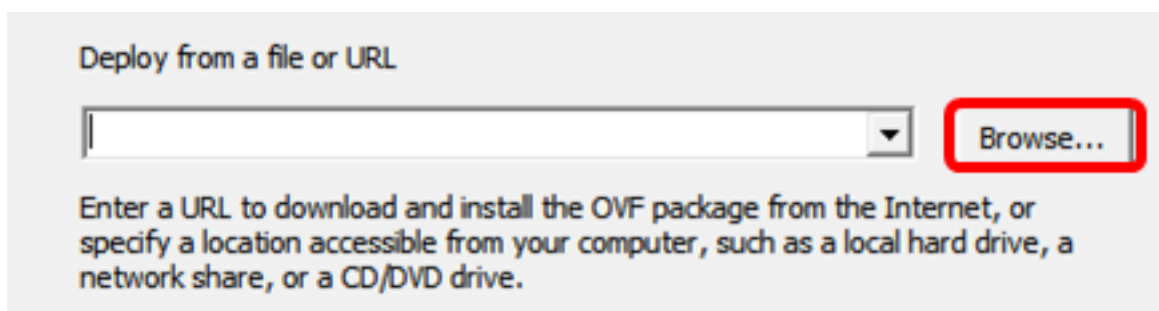 Deploy from a file or URL
Browse...
Enter a URL to download and install the OVF package from the Internet, or
specify a location accessible from your computer, such as a local hard drive, a
network share, or a CD/DVD drive.